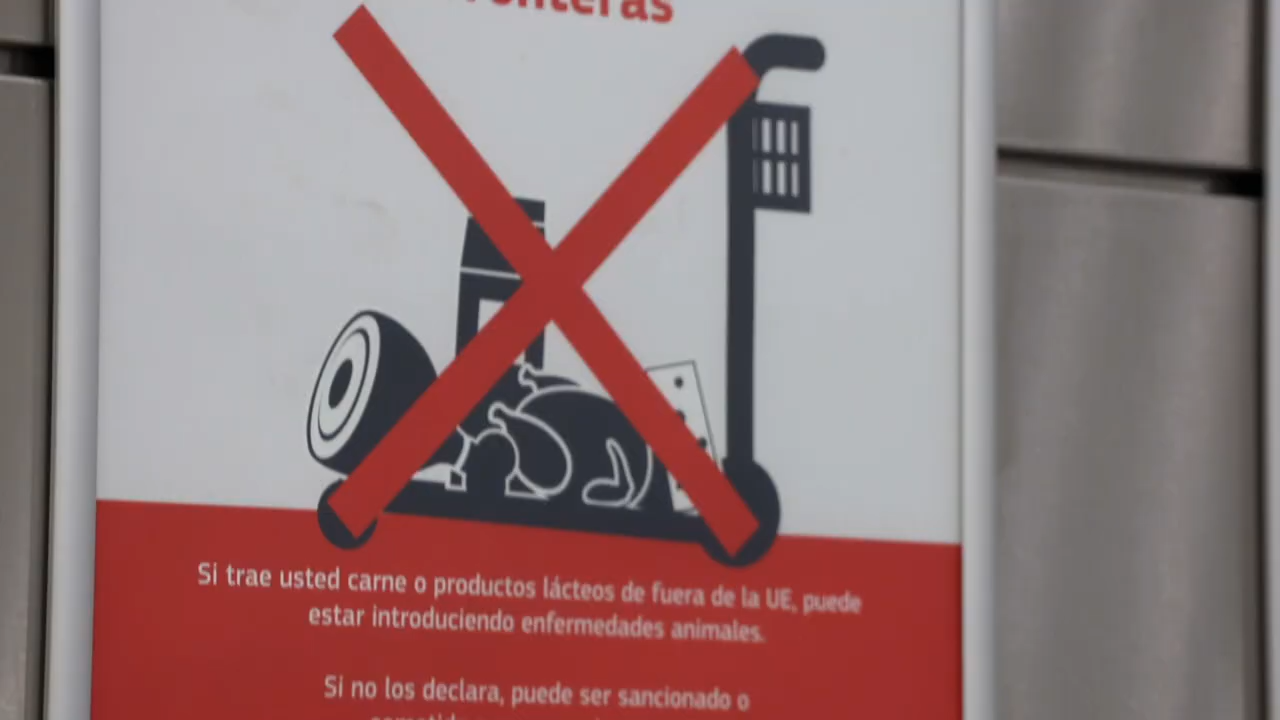 Si trae usted carne o productos lácteos de fuera de la UE, puede
estar introduciendo enfermedades animales.
Si no los declara, puede ser sancionado o